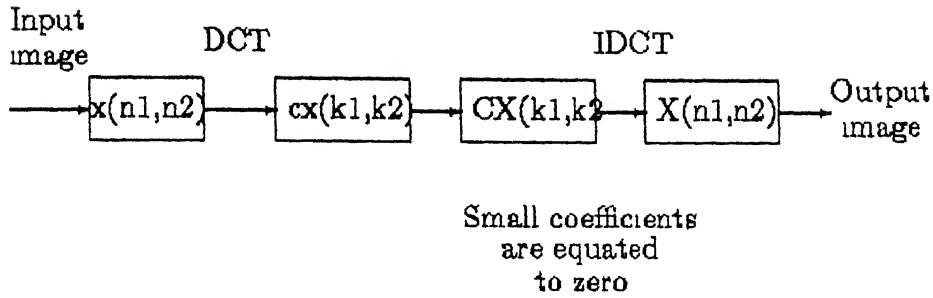 Input
image
DCT
IDCT
x(n1,n2)
cx(k1,k2)
CX(k1,k2
X(n1,n2)
Output
image
Small coefficients
are equated
to zero